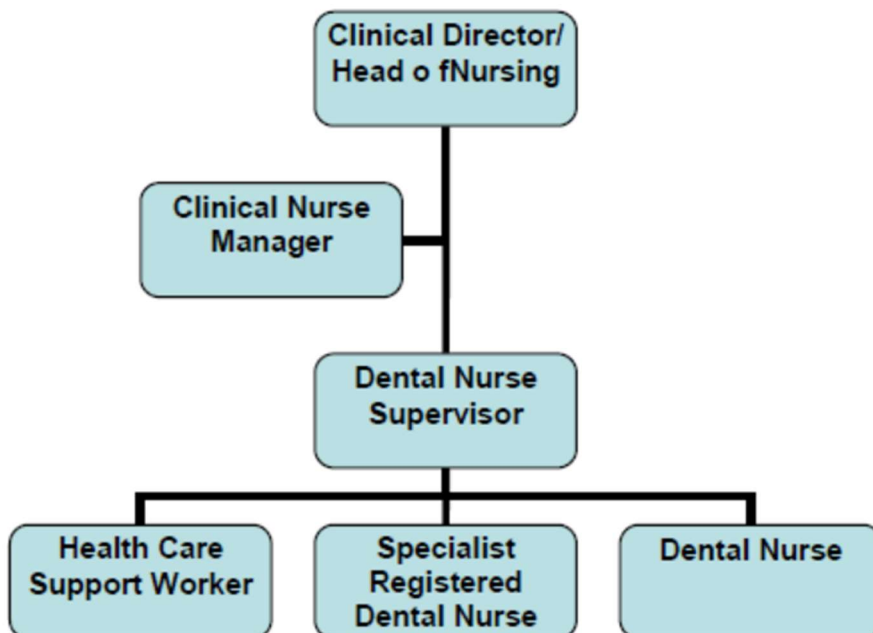 Clinical Director/
Head o fNursing
Clinical Nurse
Manager
Dental Nurse
Supervisor
Health Care
Support Worker
Specialist
Registered
Dental Nurse
Dental Nurse